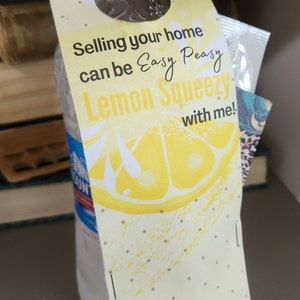 Selling your home
can be Easy Peasy
Lemon Squeezy
with me!